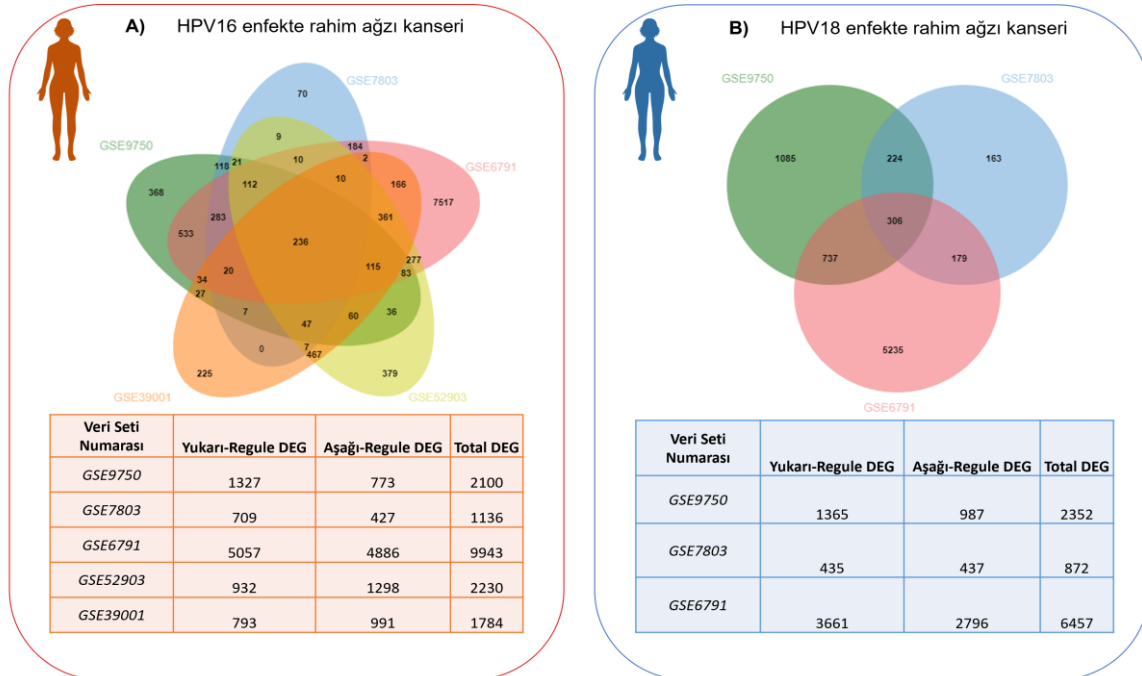 A) HPV16 enfekte rahim ağzı kanseri
GSE7803
70
9
184
GSE9750
118
21
10
2
GSE6791
368
112
10
166
7517
283
361
533
236
277
20
115
83
34
27
7
47
60
36
0
7
467
225
379
GSE39001
GSE52903
Veri Seti Numarası Yukarı-Regule DEG Aşağı-Regule DEG Total DEG
GSE9750 1327 773 2100
GSE7803 709 427 1136
GSE6791 5057 4886 9943
GSE52903 932 1298 2230
GSE39001 793 991 1784
B) HPV18 enfekte rahim ağzı kanseri
GSE9750
GSE7803
1085
224
163
306
737
179
5235
GSE6791
Veri Seti Numarası Yukarı-Regule DEG Aşağı-Regule DEG Total DEG
GSE9750 1365 987 2352
GSE7803 435 437 872
GSE6791 3661 2796 6457